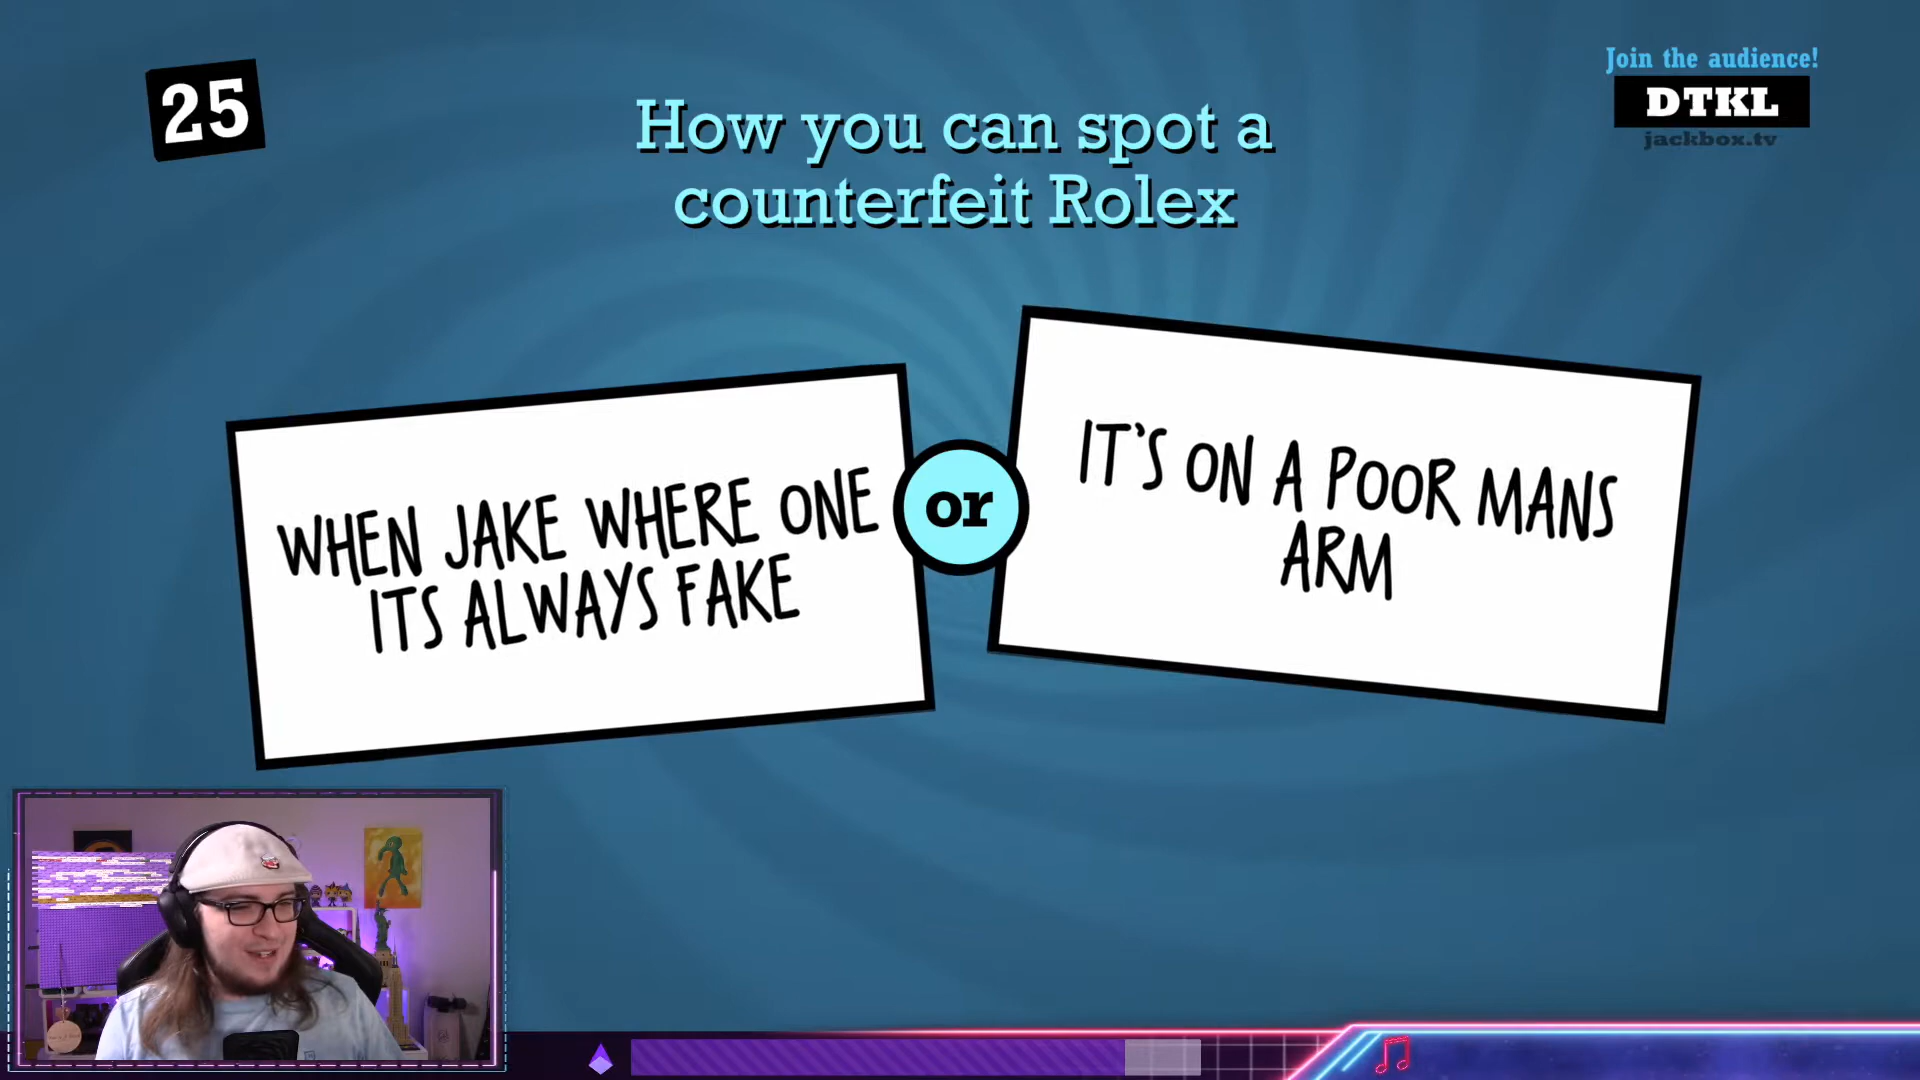 25
How you can spot a
counterfeit Rolex
Join the audience!
DTKL
jackbox.tv
WHEN JAKE WHERE ONE
ITS ALWAYS FAKE
or
IT'S ON A POOR MANS
ARM